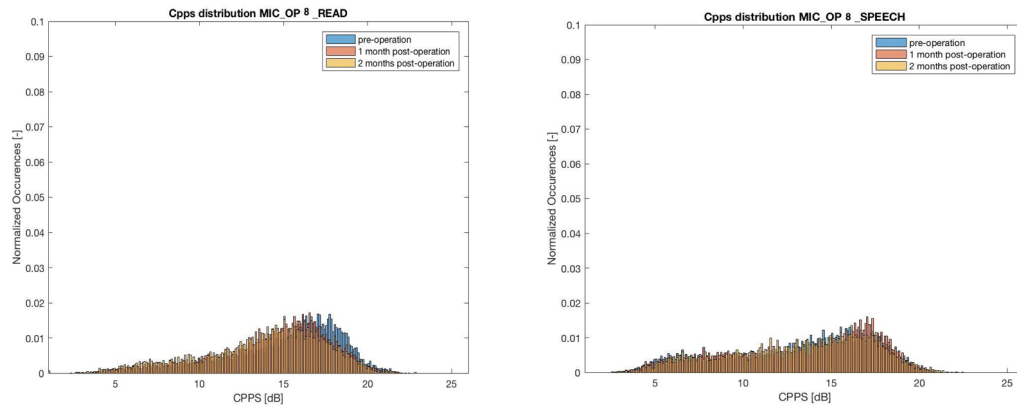 Cpps distribution MIC_OP 8 _READ
pre-operation
1 month post-operation
2 months post-operation
Normalized Occurences [-]
0.1
0.09
0.08
0.07
0.06
0.05
0.04
0.03
0.02
0.01
0
5 10 15 20 25
CPPS [dB]
Cpps distribution MIC_OP 8 _SPEECH
pre-operation
1 month post-operation
2 months post-operation
Normalized Occurences [-]
0.1
0.09
0.08
0.07
0.06
0.05
0.04
0.03
0.02
0.01
0
5 10 15 20 25
CPPS [dB]